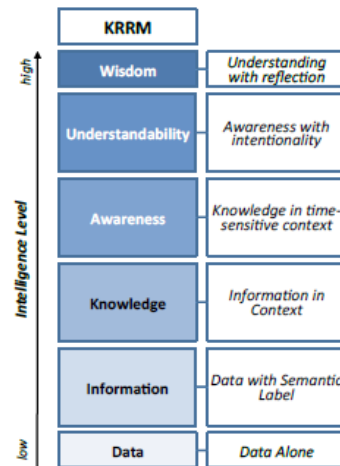 KRRM
high
Wisdom
Understanding
with reflection
Understandability
Awareness with
intentionality
Intelligence Level
Awareness
Knowledge in time-
sensitive context
Knowledge
Information in
Context
Information
Data with Semantic
Label
low
Data
Data Alone